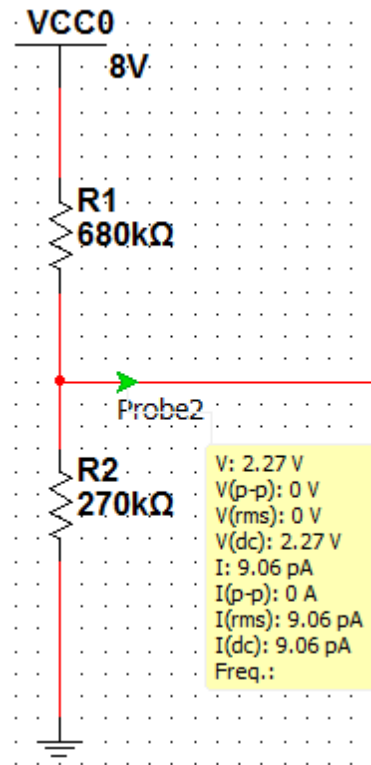 VCC0
8V
R1
680kΩ
Probe2
R2
270kΩ
V: 2.27 V
V(p-p): 0 V
V(rms): 0 V
V(dc): 2.27 V
I: 9.06 pA
I(p-p): 0 A
I(rms): 9.06 pA
I(dc): 9.06 pA
Freq.: